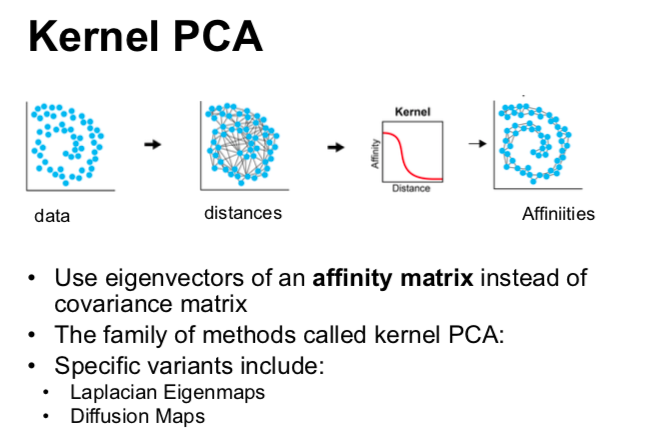 Kernel PCA
Kernel
Affinity
Distance
data
distances
Affiniities
• Use eigenvectors of an affinity matrix instead of
covariance matrix
• The family of methods called kernel PCA:
• Specific variants include:
• Laplacian Eigenmaps
• Diffusion Maps